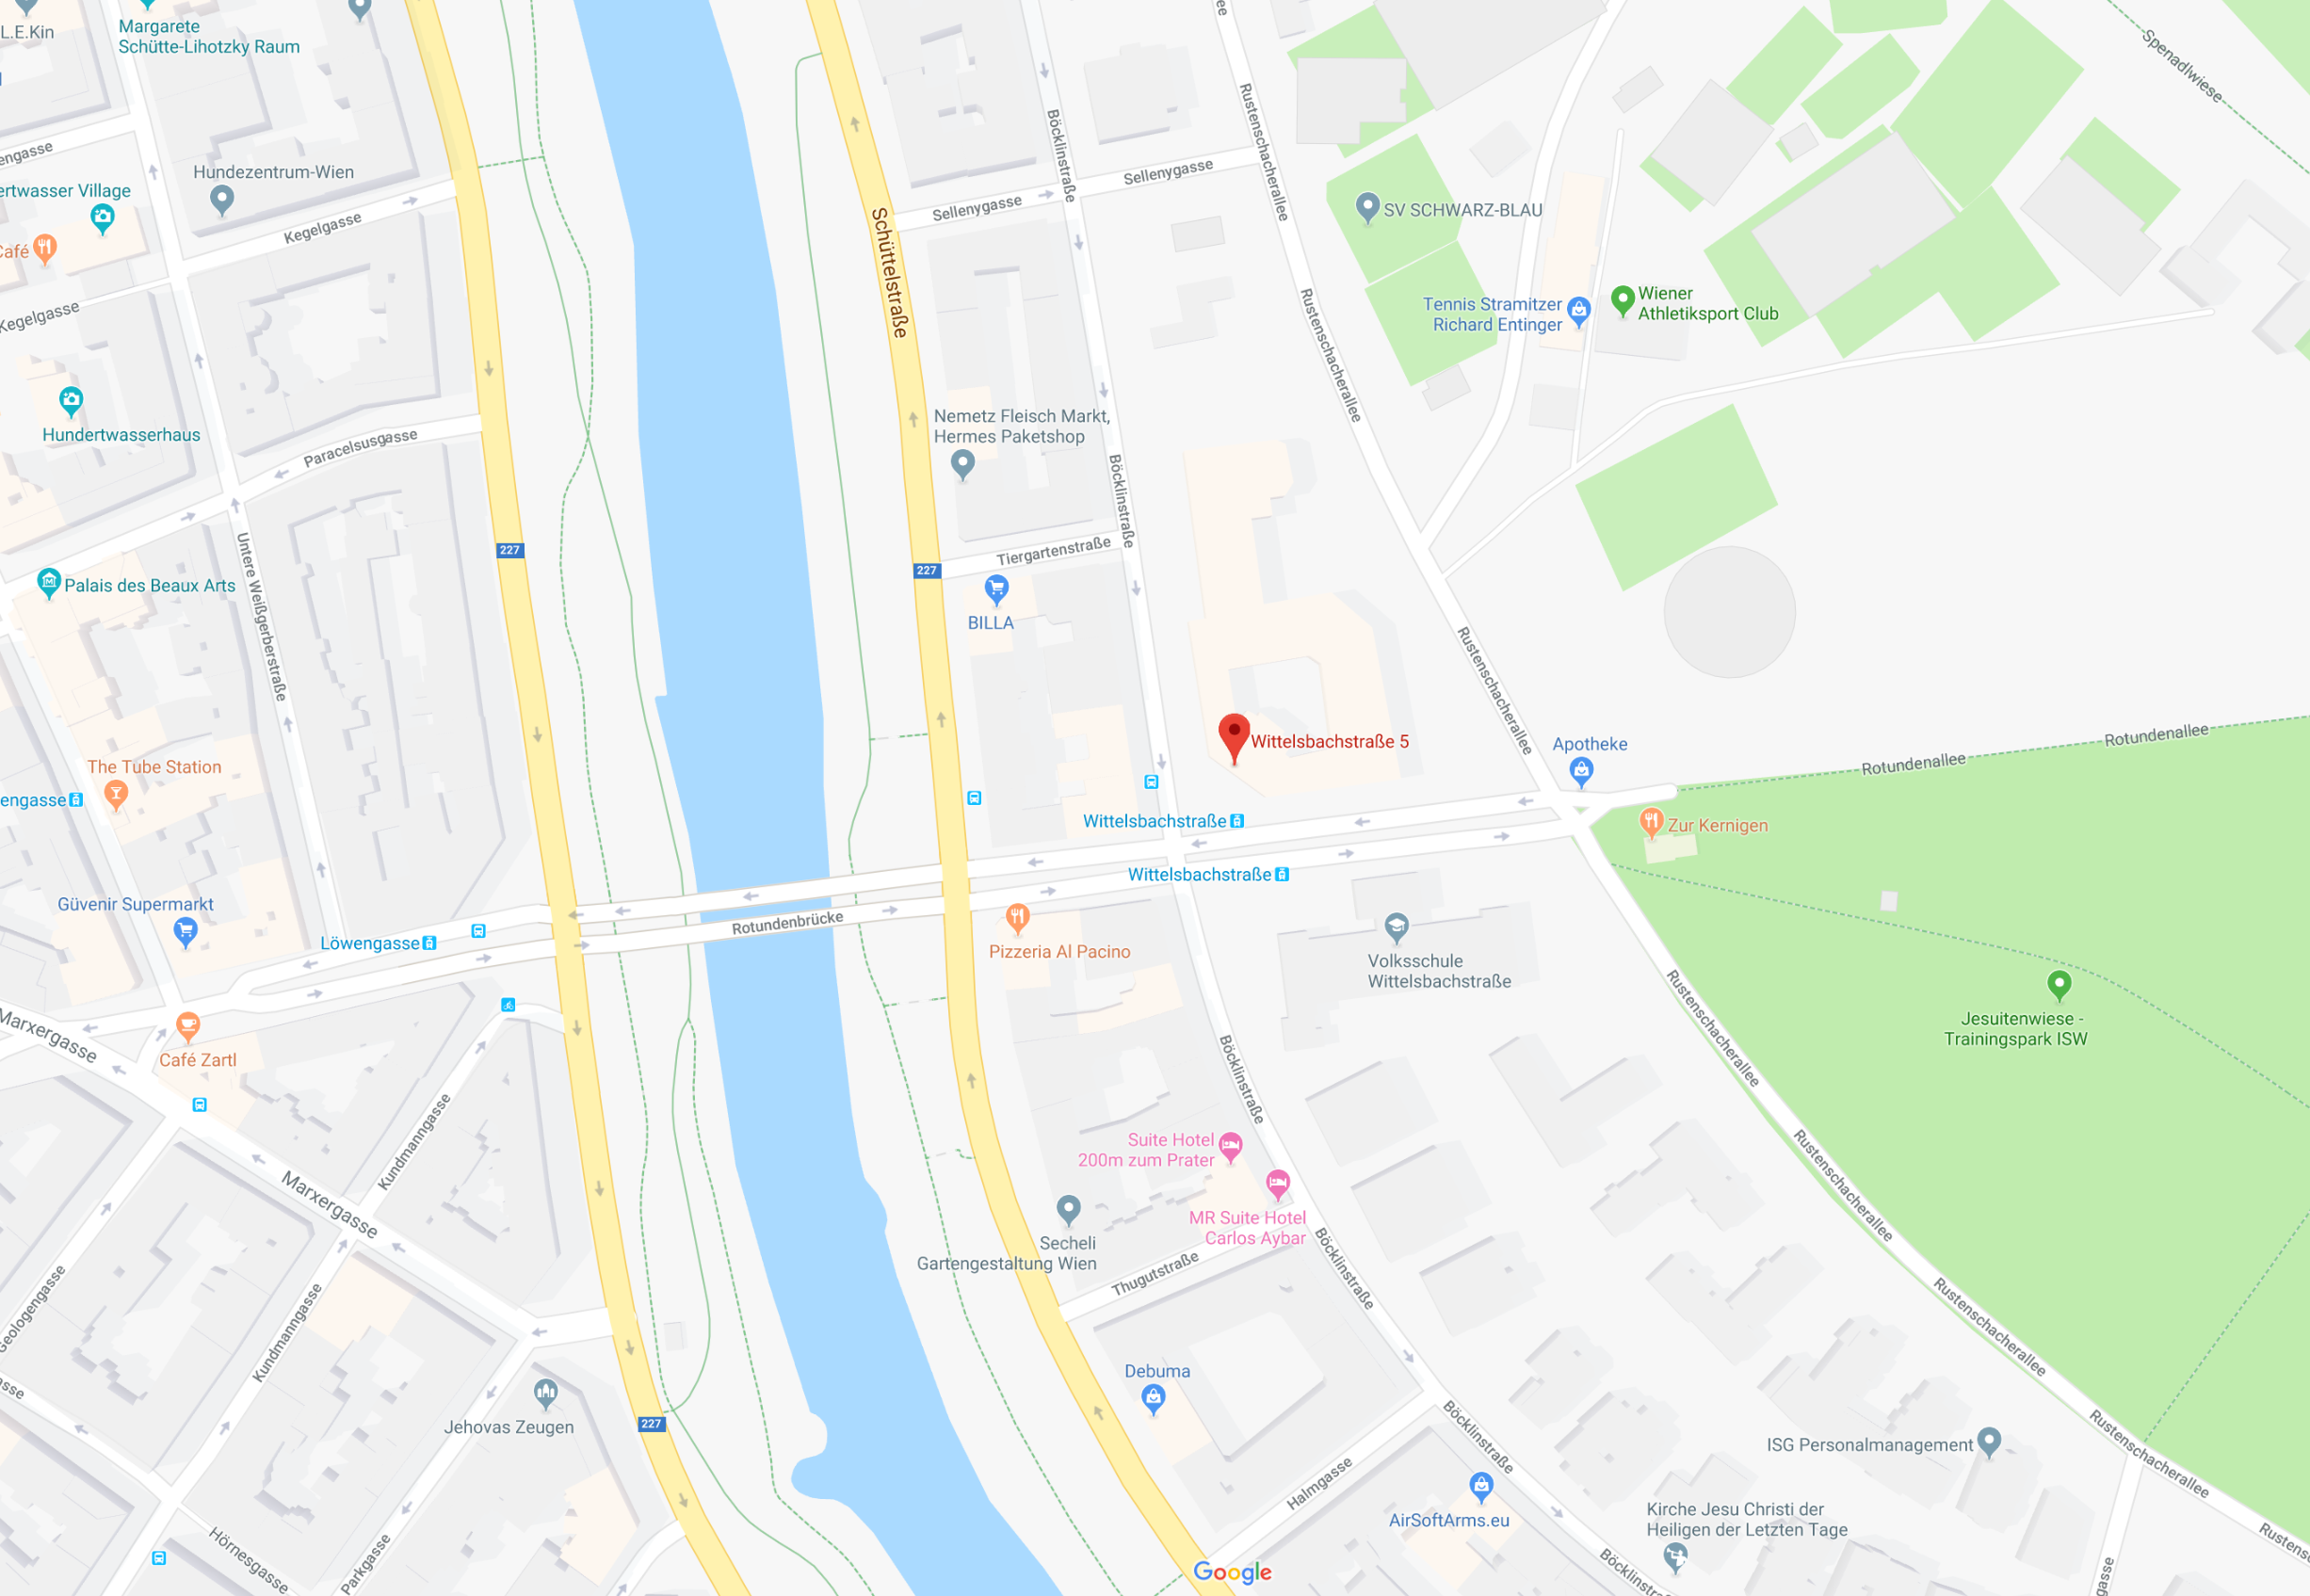 L.E.Kin
Margarete
Schütte-Lihotzky Raum
Spenadlwiese
Rustenschacherallee
Böcklinstraße
Hundezentrum-Wien
Sellenygasse
Sellenygasse
SV SCHWARZ-BLAU
Kegelgasse
Schüttelstraße
Kegelgasse
Tennis Stramitzer
Richard Entinger
Wiener
Athletiksport Club
Rustenschacherallee
Hundertwasserhaus
Paracelsusgasse
Nemetz Fleisch Markt,
Hermes Paketshop
Böcklinstraße
227
227
Tiergartenstraße
Palais des Beaux Arts
Untere Weißgerberstraße
BILLA
Rustenschacherallee
Wittelsbachstraße 5
Apotheke
Rotundenallee
Rotundenallee
The Tube Station
Wittelsbachstraße
Zur Kernigen
Wittelsbachstraße
Güvenir Supermarkt
Löwengasse
Rotundenbrücke
Pizzeria Al Pacino
Volksschule
Wittelsbachstraße
Rustenschacherallee
Marxergasse
Café Zartl
Jesuitenwiese -
Trainingspark ISW
Böcklinstraße
Kundmanngasse
Suite Hotel
200m zum Prater
Rustenschacherallee
Marxergasse
MR Suite Hotel
Carlos Aybar
Secheli
Gartengestaltung Wien
Thugutstraße
Böcklinstraße
Geologengasse
Kundmanngasse
Rustenschacherallee
Debuma
Jehovas Zeugen
227
Böcklinstraße
Rustenschacherallee
ISG Personalmanagement
Halmgasse
AirSoftArms.eu
Kirche Jesu Christi der
Heiligen der Letzten Tage
Hörnesgasse
Parkgasse
Google